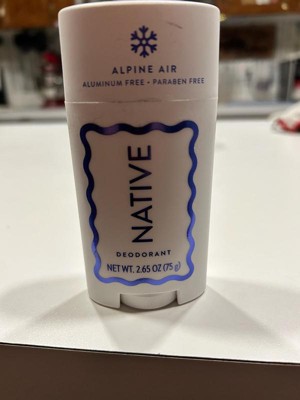 ALPINE AIR
ALUMINUM FREE • PARABEN FREE
NATIVE
DEODORANT
NET WT. 2.65 OZ (75 g)